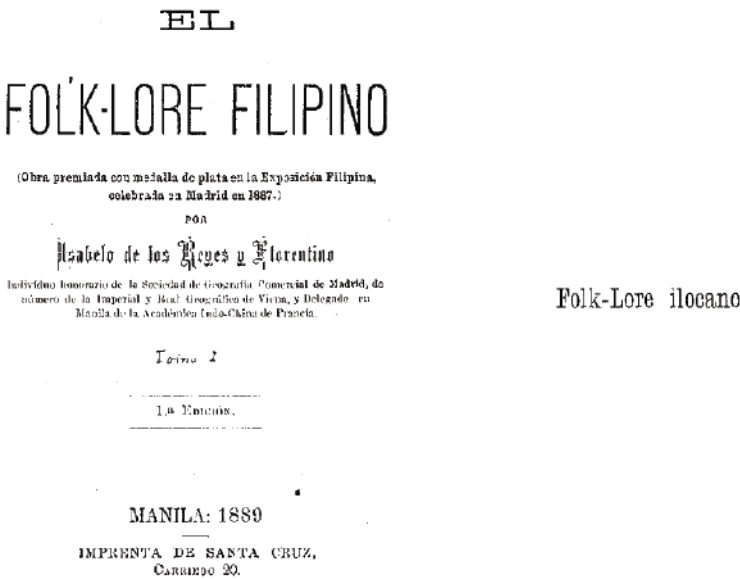 EL
FOLK-LORE FILIPINO
(Obra premiada con medalla de plata en la Exposición Filipina,
celebrada en Madrid en 1887.)
POR
Isabelo de los Reyes y Florentino
Individuo honorario de la Sociedad de Geografía Comercial de Madrid, de
número de la Imperial y Real Geográfica de Viena, y Delegado en
Manila de la Académica Indo-China de Francia.
Tomo I
1.a Edición.
MANILA: 1889
IMPRENTA DE SANTA CRUZ,
CARRIEDO 20.
Folk-Lore ilocano